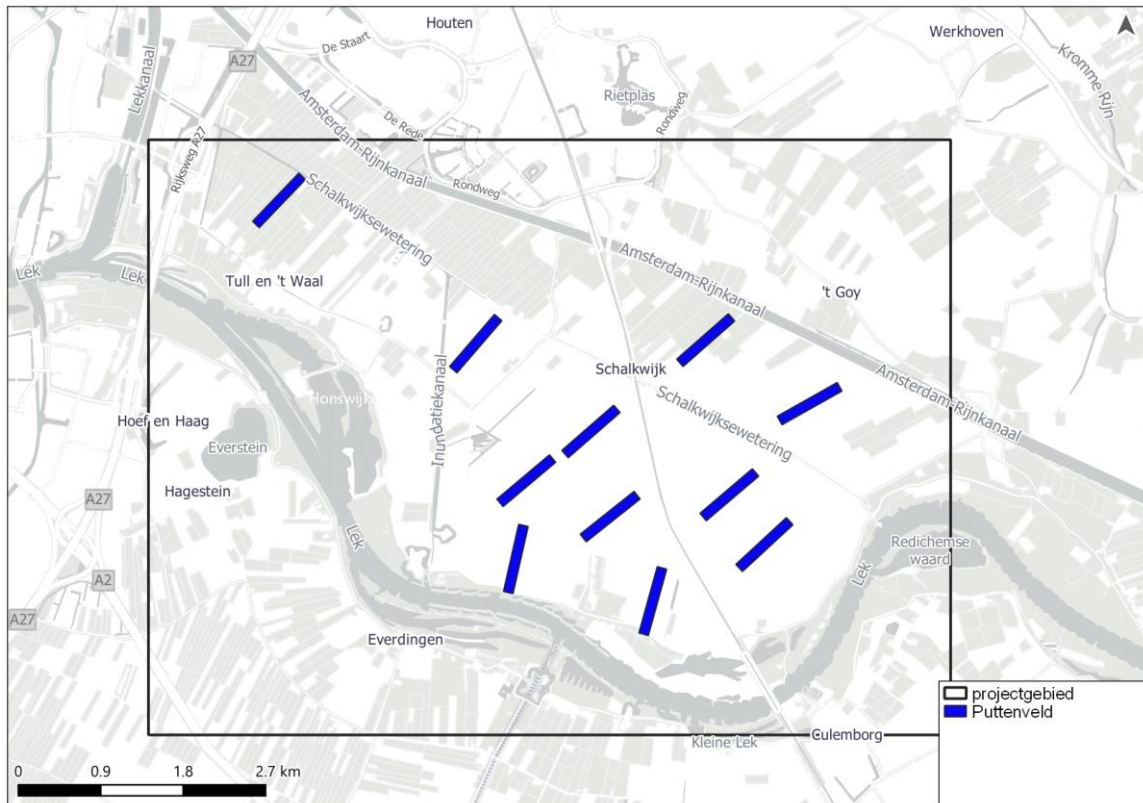 Houten
Werkhoven
De Staart
A27
Lekkanaal
Kromme Rijn
Rietplas
Rondweg
Amsterdam-Rijnkanaal
De Rede
Rijksweg A27
Rondweg
Schalkwijksewetering
Amsterdam-Rijnkanaal
Lek
Lek
Tull en 't Waal
't Goy
Schalkwijk
Amsterdam-Rijnkanaal
Schalkwijksewetering
Inundatiekanaal
Honswijk
Hoef en Haag
Everstein
Hagestein
A27
Lek
Redichemse
waard
Lek
A2
A27
Everdingen
projectgebied
Puttenveld
Kleine Lek
Culemborg
0 0.9 1.8 2.7 km